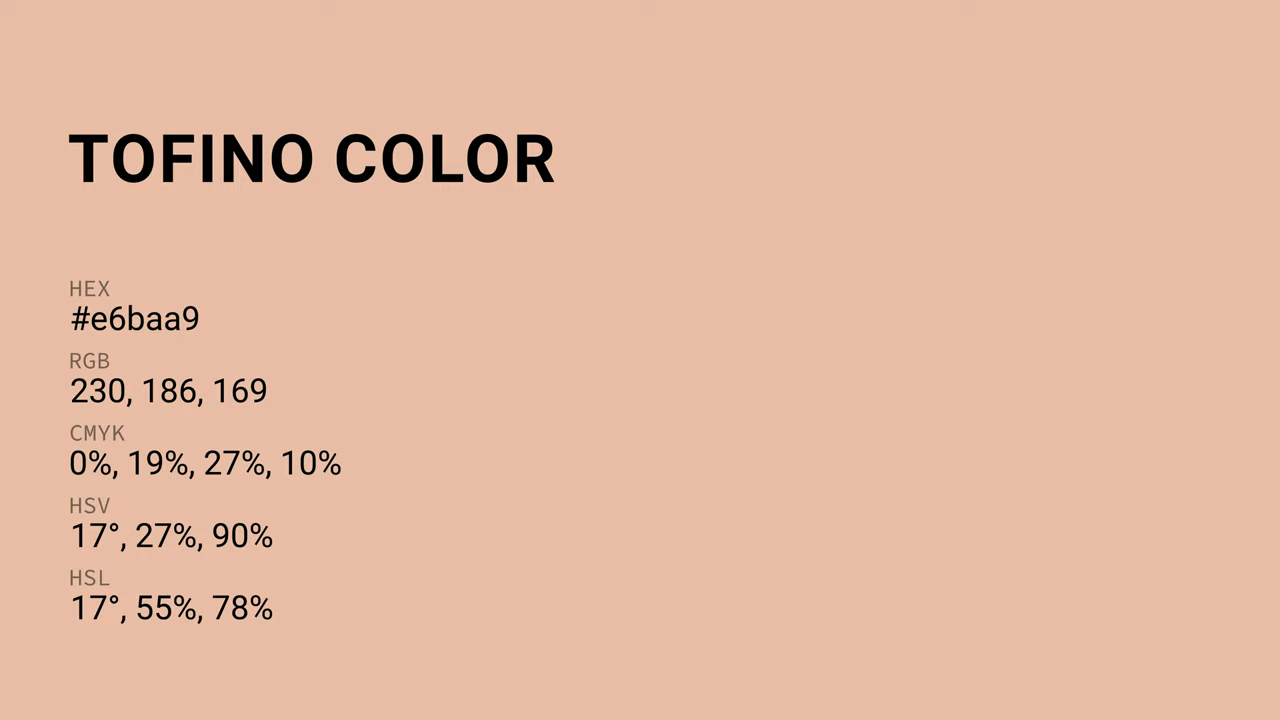 TOFINO COLOR
HEX
#e6baa9
RGB
230, 186, 169
CMYK
0%, 19%, 27%, 10%
HSV
17°, 27%, 90%
HSL
17°, 55%, 78%